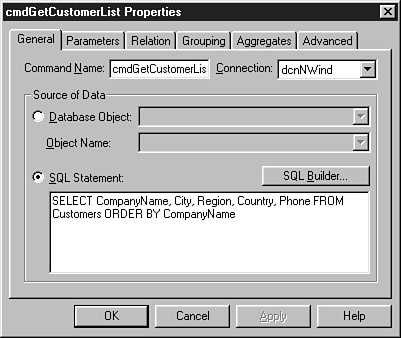 cmdGetCustomerList Properties
General Parameters Relation Grouping Aggregates Advanced
Command Name: cmdGetCustomerLis Connection: dcnNWind
Source of Data
Database Object:
Object Name:
SQL Statement: SQL Builder...
SELECT CompanyName, City, Region, Country, Phone FROM
Customers ORDER BY CompanyName
OK Cancel Apply Help